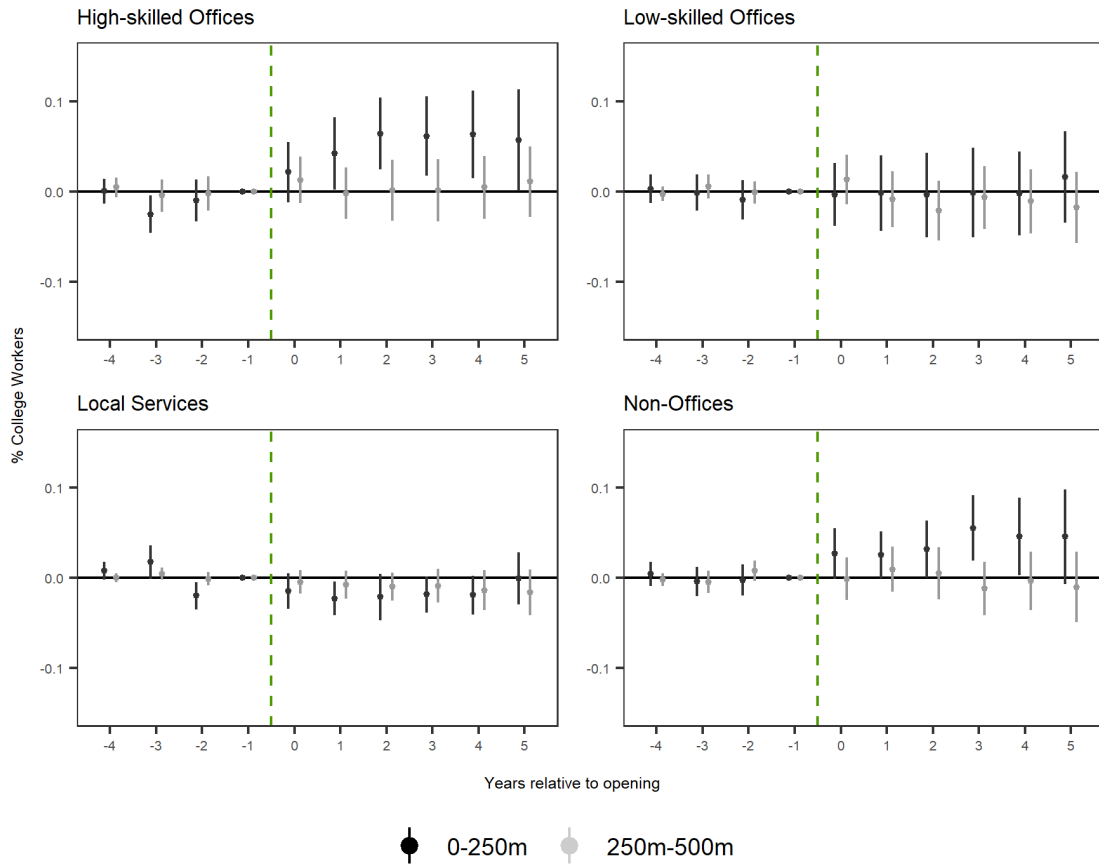 High-skilled Offices
Low-skilled Offices
0.1
0.0
-0.1
-4 -3 -2 -1 0 1 2 3 4 5
0.1
0.0
-0.1
-4 -3 -2 -1 0 1 2 3 4 5
% College Workers
Local Services
Non-Offices
0.1
0.0
-0.1
-4 -3 -2 -1 0 1 2 3 4 5
0.1
0.0
-0.1
-4 -3 -2 -1 0 1 2 3 4 5
Years relative to opening
0-250m 250m-500m